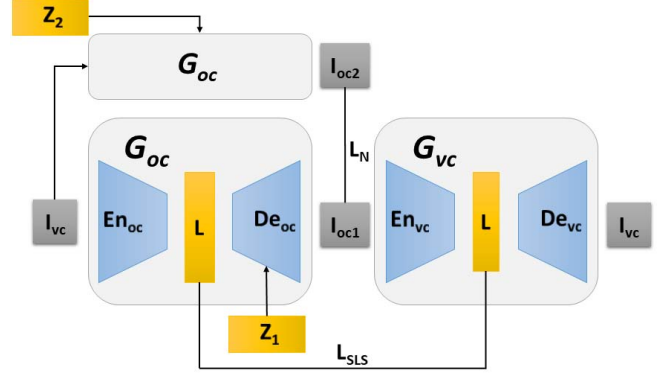 Z2
Goc
Ioc2
Goc
LN
Gvc
Ivc
Enoc
L
Deoc
Ioc1
Envc
L
Devc
Ivc
Z1
LSLS